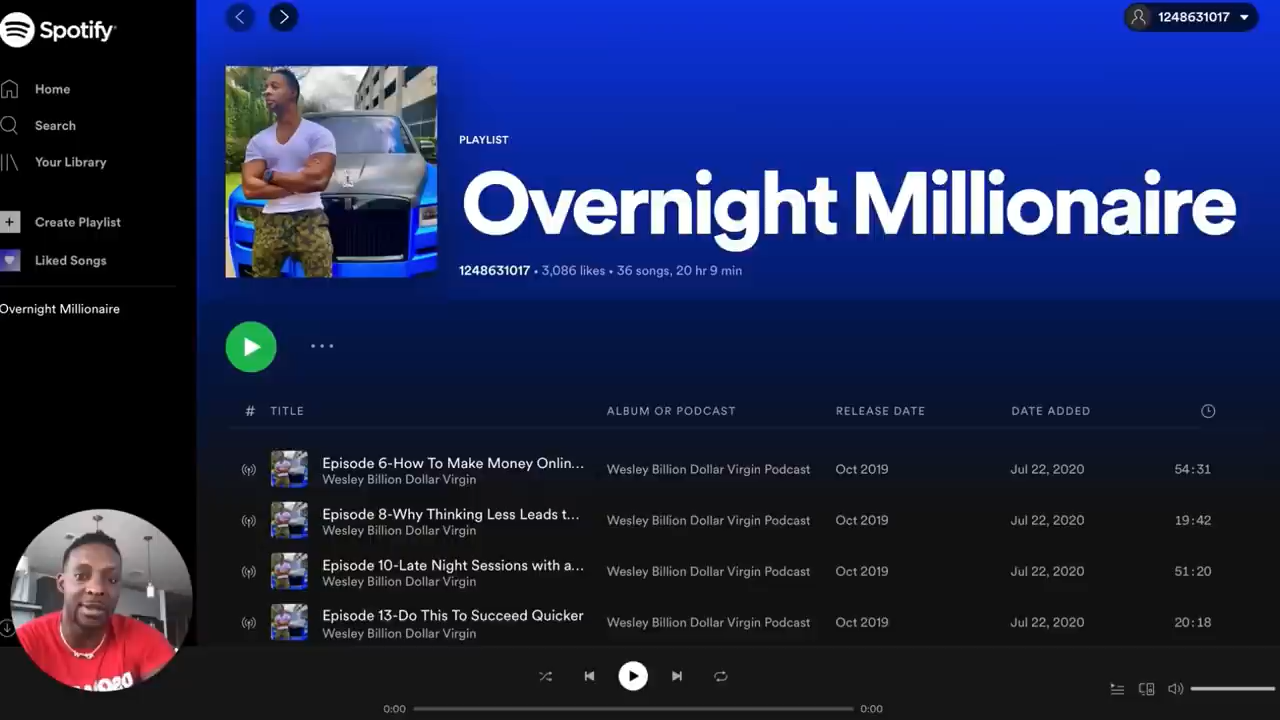 Spotify
1248631017
Home
Search
Your Library
Create Playlist
Liked Songs
Overnight Millionaire
PLAYLIST
Overnight Millionaire
1248631017 • 3,086 likes • 36 songs, 20 hr 9 min
# TITLE ALBUM OR PODCAST RELEASE DATE DATE ADDED
Episode 6-How To Make Money Onlin...
Wesley Billion Dollar Virgin
Wesley Billion Dollar Virgin Podcast Oct 2019 Jul 22, 2020 54:31
Episode 8-Why Thinking Less Leads t...
Wesley Billion Dollar Virgin
Wesley Billion Dollar Virgin Podcast Oct 2019 Jul 22, 2020 19:42
Episode 10-Late Night Sessions with a...
Wesley Billion Dollar Virgin
Wesley Billion Dollar Virgin Podcast Oct 2019 Jul 22, 2020 51:20
Episode 13-Do This To Succeed Quicker
Wesley Billion Dollar Virgin
Wesley Billion Dollar Virgin Podcast Oct 2019 Jul 22, 2020 20:18
0:00 0:00